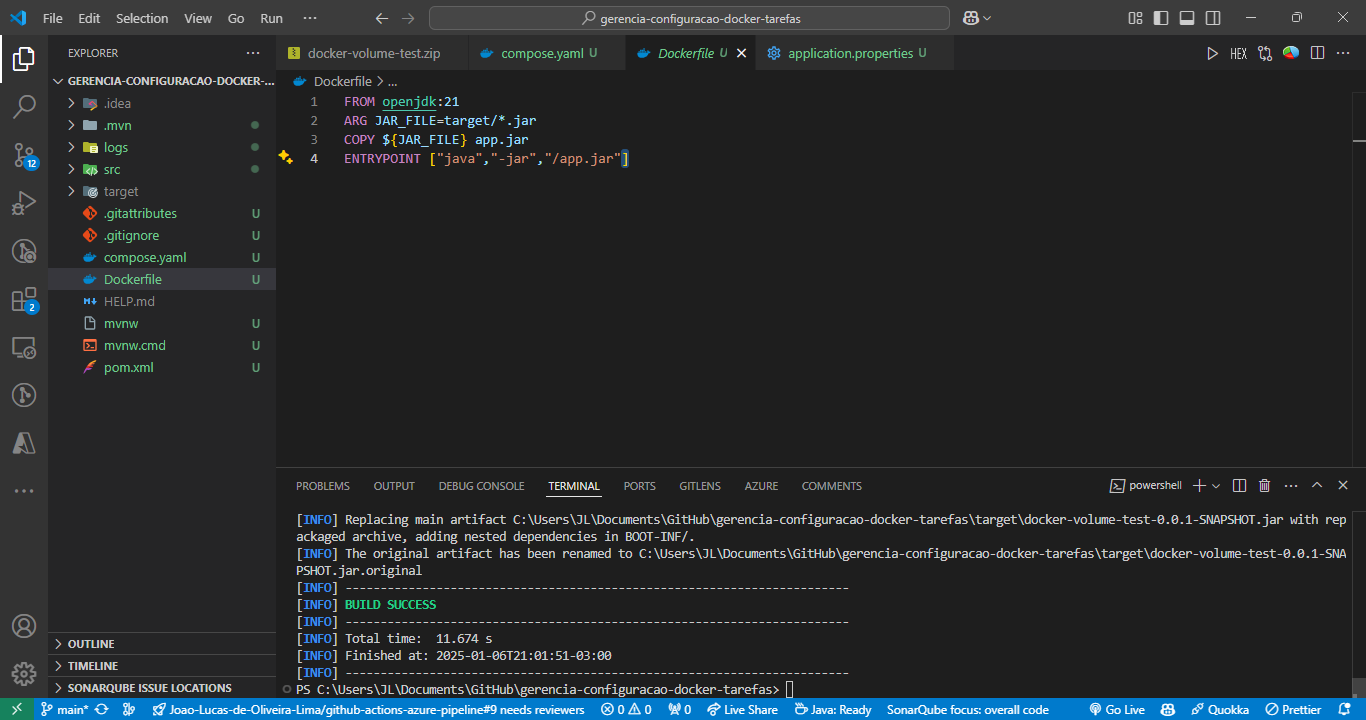 File Edit Selection View Go Run ···
gerencia-configuracao-docker-tarefas
EXPLORER
GERENCIA-CONFIGURACAO-DOCKER-...
.idea
.mvn
logs
src
target
.gitattributes U
.gitignore U
compose.yaml U
Dockerfile U
HELP.md
mvnw U
mvnw.cmd U
pom.xml U
OUTLINE
TIMELINE
SONARQUBE ISSUE LOCATIONS
12
2
docker-volume-test.zip compose.yaml U Dockerfile U application.properties U
HEX
Dockerfile > ...
1 FROM openjdk:21
2 ARG JAR_FILE=target/*.jar
3 COPY ${JAR_FILE} app.jar
4 ENTRYPOINT ["java","-jar","/app.jar"]
PROBLEMS OUTPUT DEBUG CONSOLE TERMINAL PORTS GITLENS AZURE COMMENTS
powershell
[INFO] Replacing main artifact C:\Users\JL\Documents\GitHub\gerencia-configuracao-docker-tarefas\target\docker-volume-test-0.0.1-SNAPSHOT.jar with rep
ackaged archive, adding nested dependencies in BOOT-INF/.
[INFO] The original artifact has been renamed to C:\Users\JL\Documents\GitHub\gerencia-configuracao-docker-tarefas\target\docker-volume-test-0.0.1-SNA
PSHOT.jar.original
[INFO] ------------------------------------------------------------------------
[INFO] BUILD SUCCESS
[INFO] ------------------------------------------------------------------------
[INFO] Total time:  11.674 s
[INFO] Finished at: 2025-01-06T21:01:51-03:00
[INFO] ------------------------------------------------------------------------
PS C:\Users\JL\Documents\GitHub\gerencia-configuracao-docker-tarefas>
main* Joao-Lucas-de-Oliveira-Lima/github-actions-azure-pipeline#9 needs reviewers 0 0 0 Live Share Java: Ready SonarQube focus: overall code Go Live Quokka Prettier